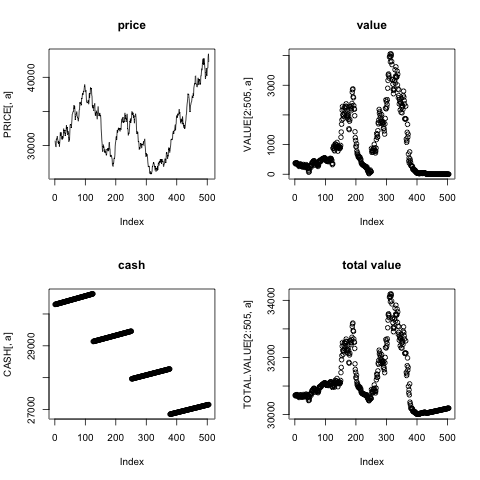 price
PRICE[, a]
30000
40000
0 100 200 300 400 500
Index
value
VALUE[2:505, a]
0
1000
3000
0 100 200 300 400 500
Index
cash
CASH[, a]
27000
29000
0 100 200 300 400 500
Index
total value
TOTAL.VALUE[2:505, a]
30000
32000
34000
0 100 200 300 400 500
Index